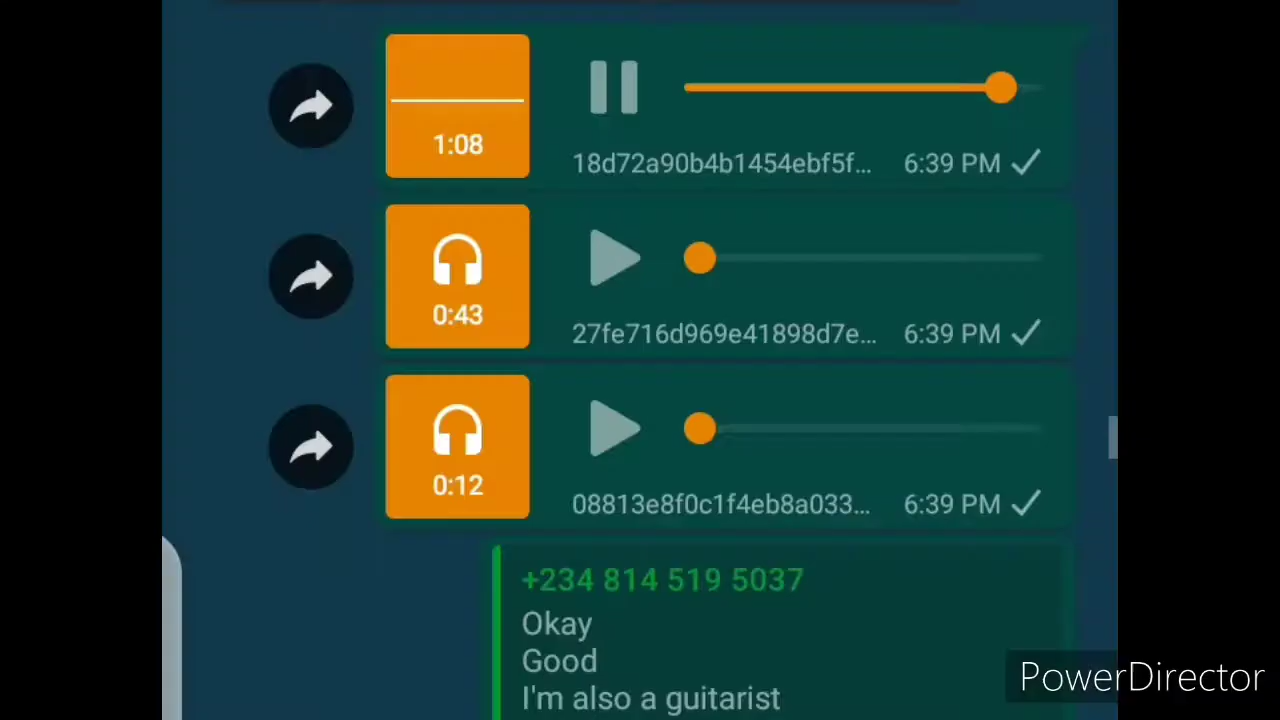 1:08
18d72a90b4b1454ebf5f... 6:39 PM
0:43
27fe716d969e41898d7e... 6:39 PM
0:12
08813e8f0c1f4eb8a033... 6:39 PM
+234 814 519 5037
Okay
Good
I'm also a guitarist
PowerDirector